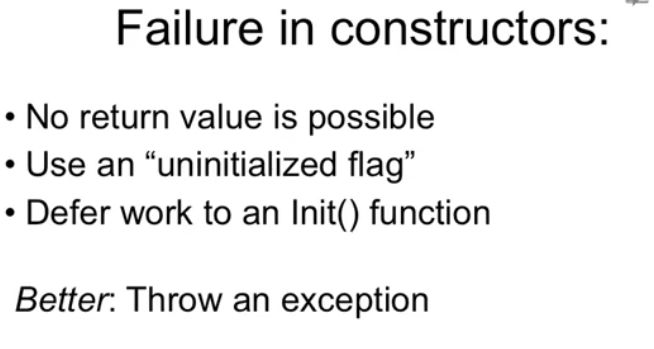 Failure in constructors:
• No return value is possible
• Use an “uninitialized flag”
• Defer work to an Init() function
Better: Throw an exception